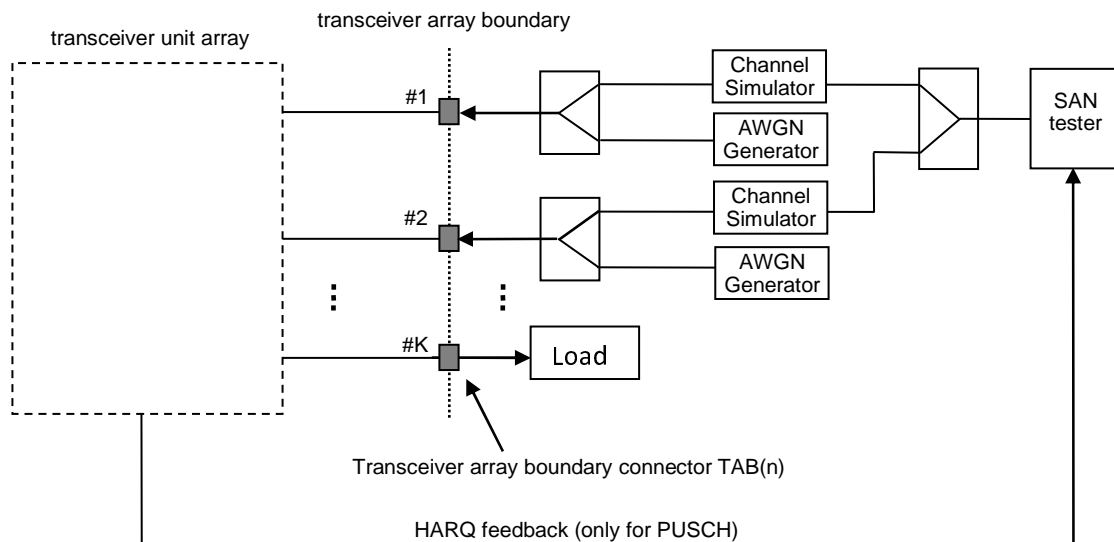 transceiver array boundary
transceiver unit array
#1
Channel
Simulator
AWGN
Generator
SAN
tester
#2
Channel
Simulator
AWGN
Generator
#K
Load
Transceiver array boundary connector TAB(n)
HARQ feedback (only for PUSCH)